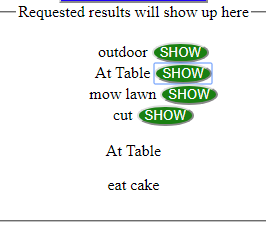 Requested results will show up here
outdoor SHOW
At Table SHOW
mow lawn SHOW
cut SHOW
At Table
eat cake